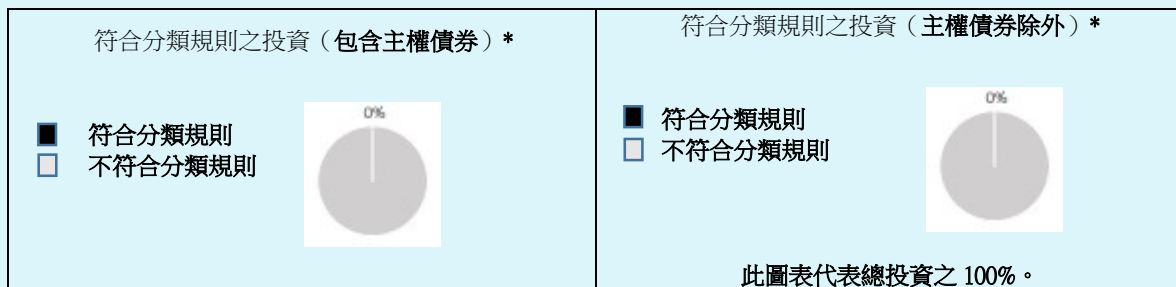 符合分類規則之投資（包含主權債券）*
0%
符合分類規則
不符合分類規則
符合分類規則之投資（主權債券除外）*
0%
符合分類規則
不符合分類規則
此圖表代表總投資之 100%。